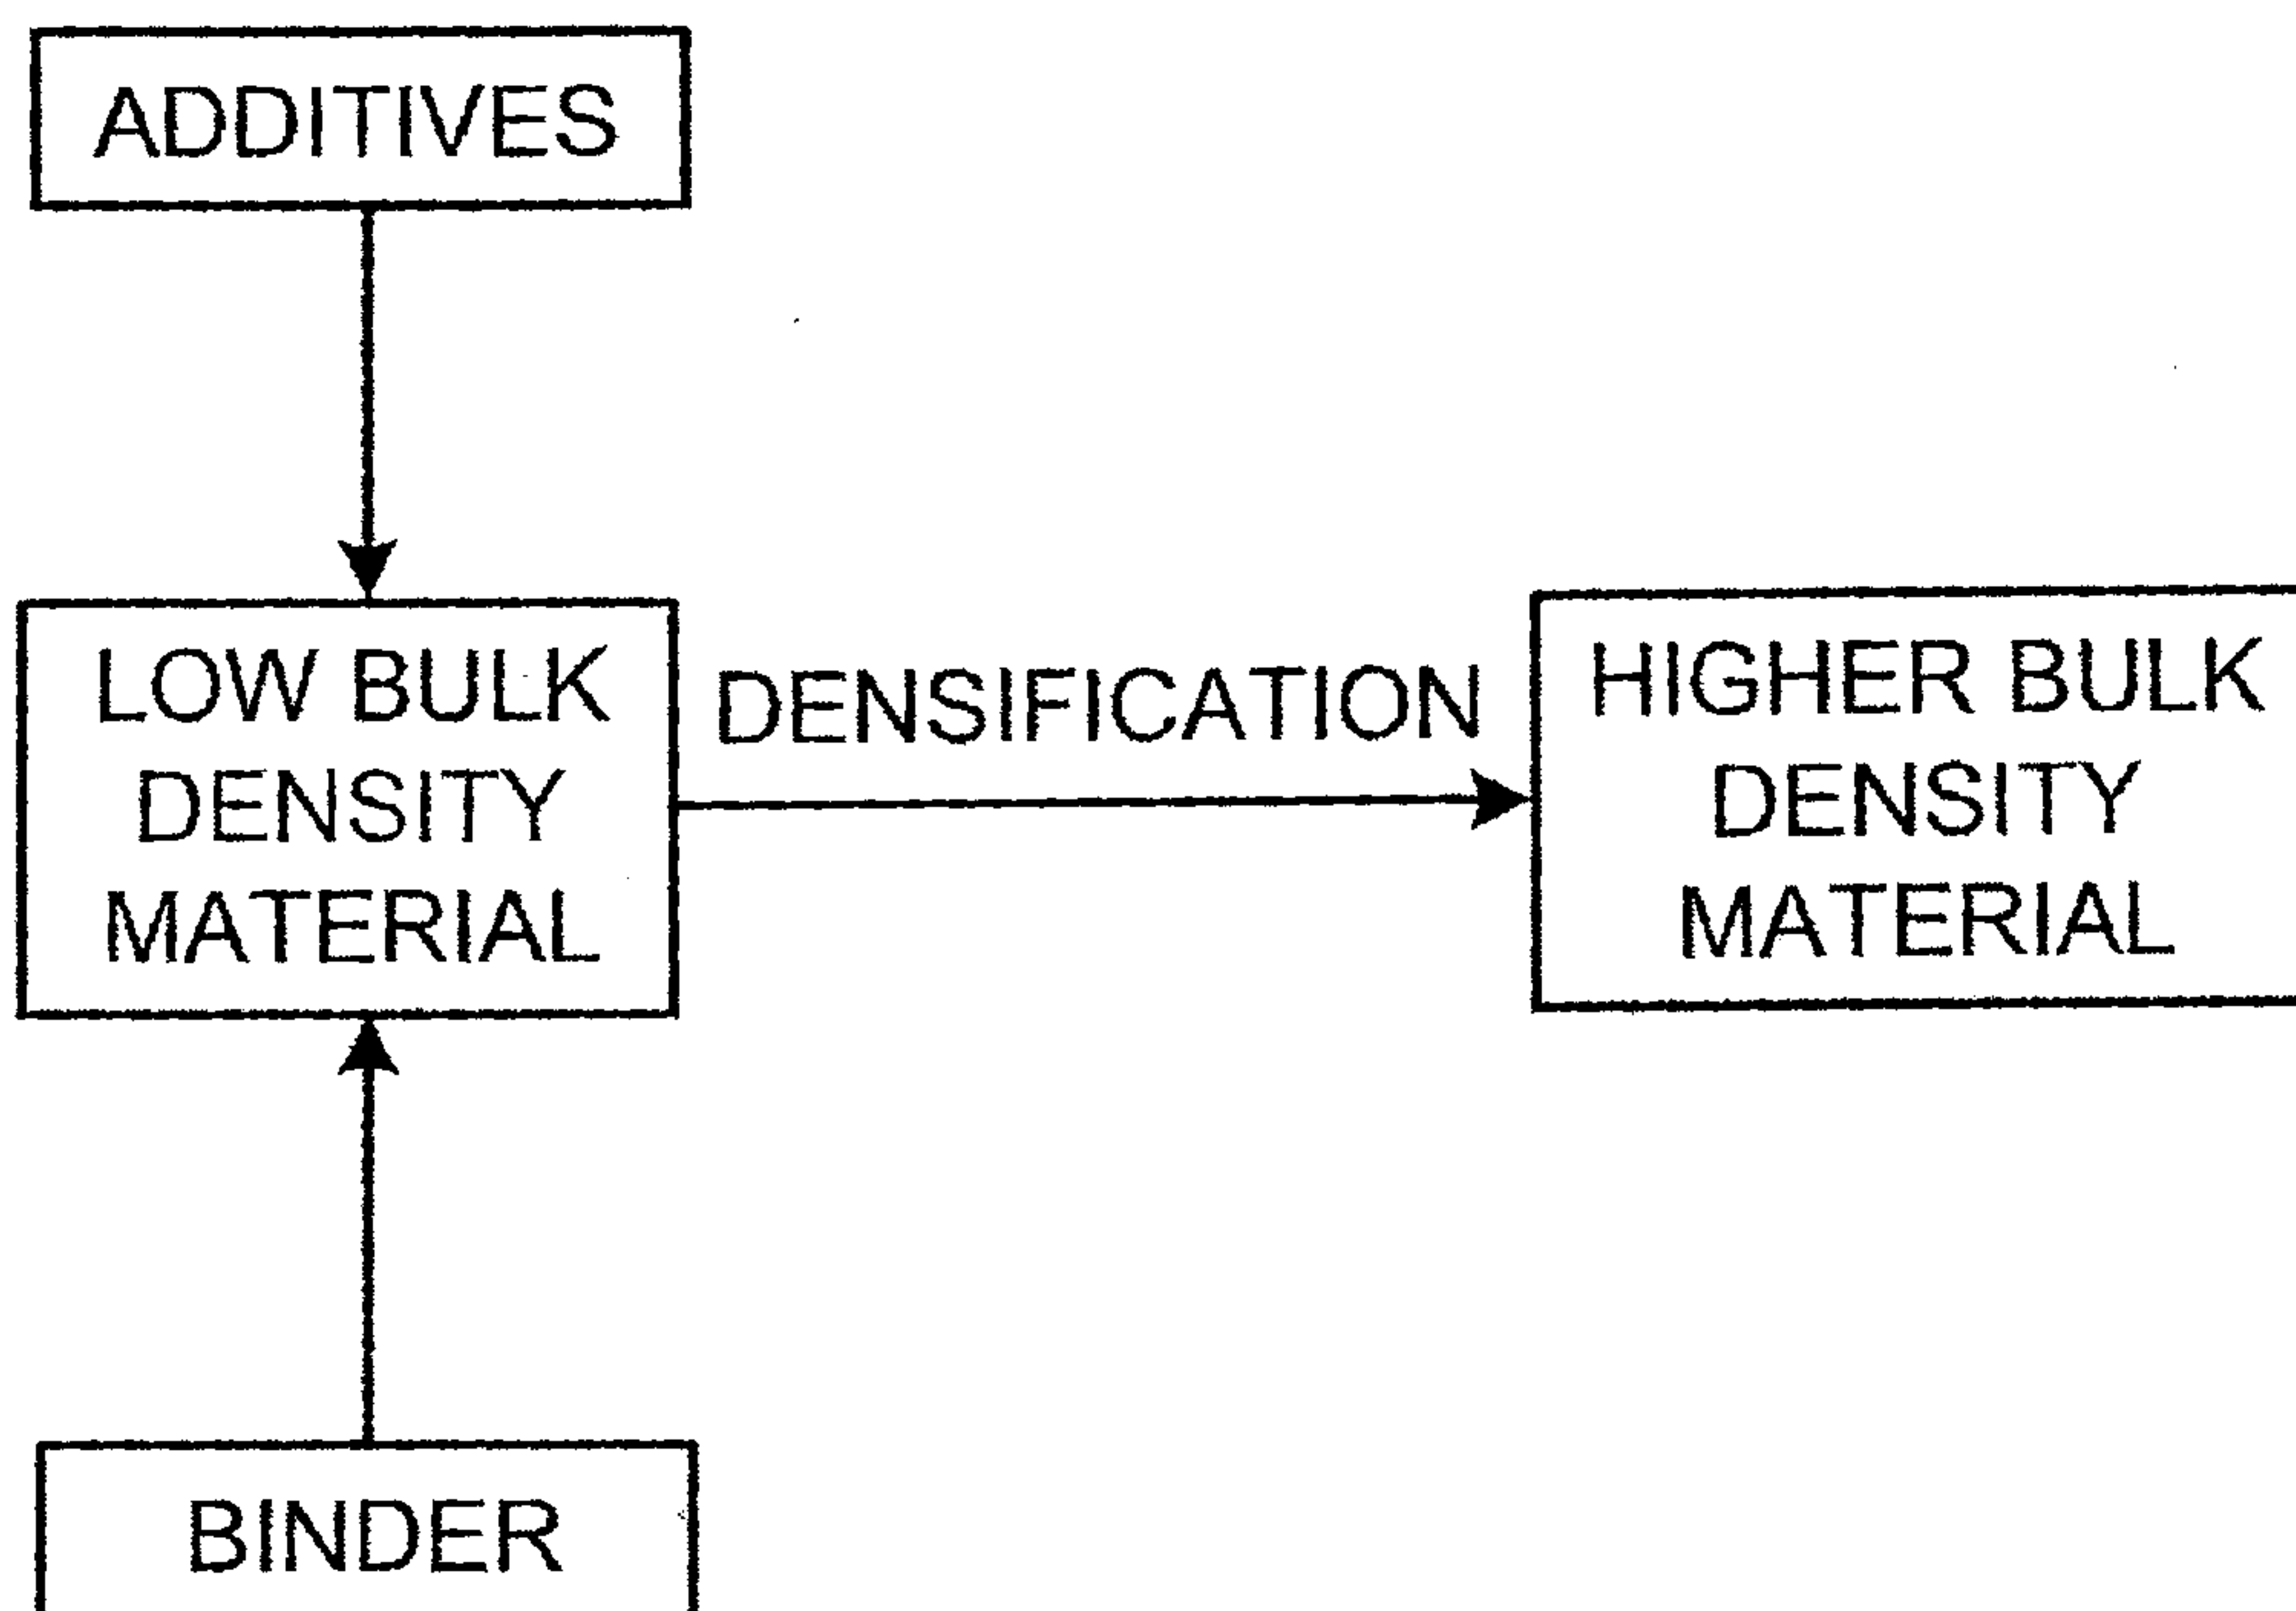 ADDITIVES
LOW BULK
DENSITY
MATERIAL
DENSIFICATION
HIGHER BULK
DENSITY
MATERIAL
BINDER